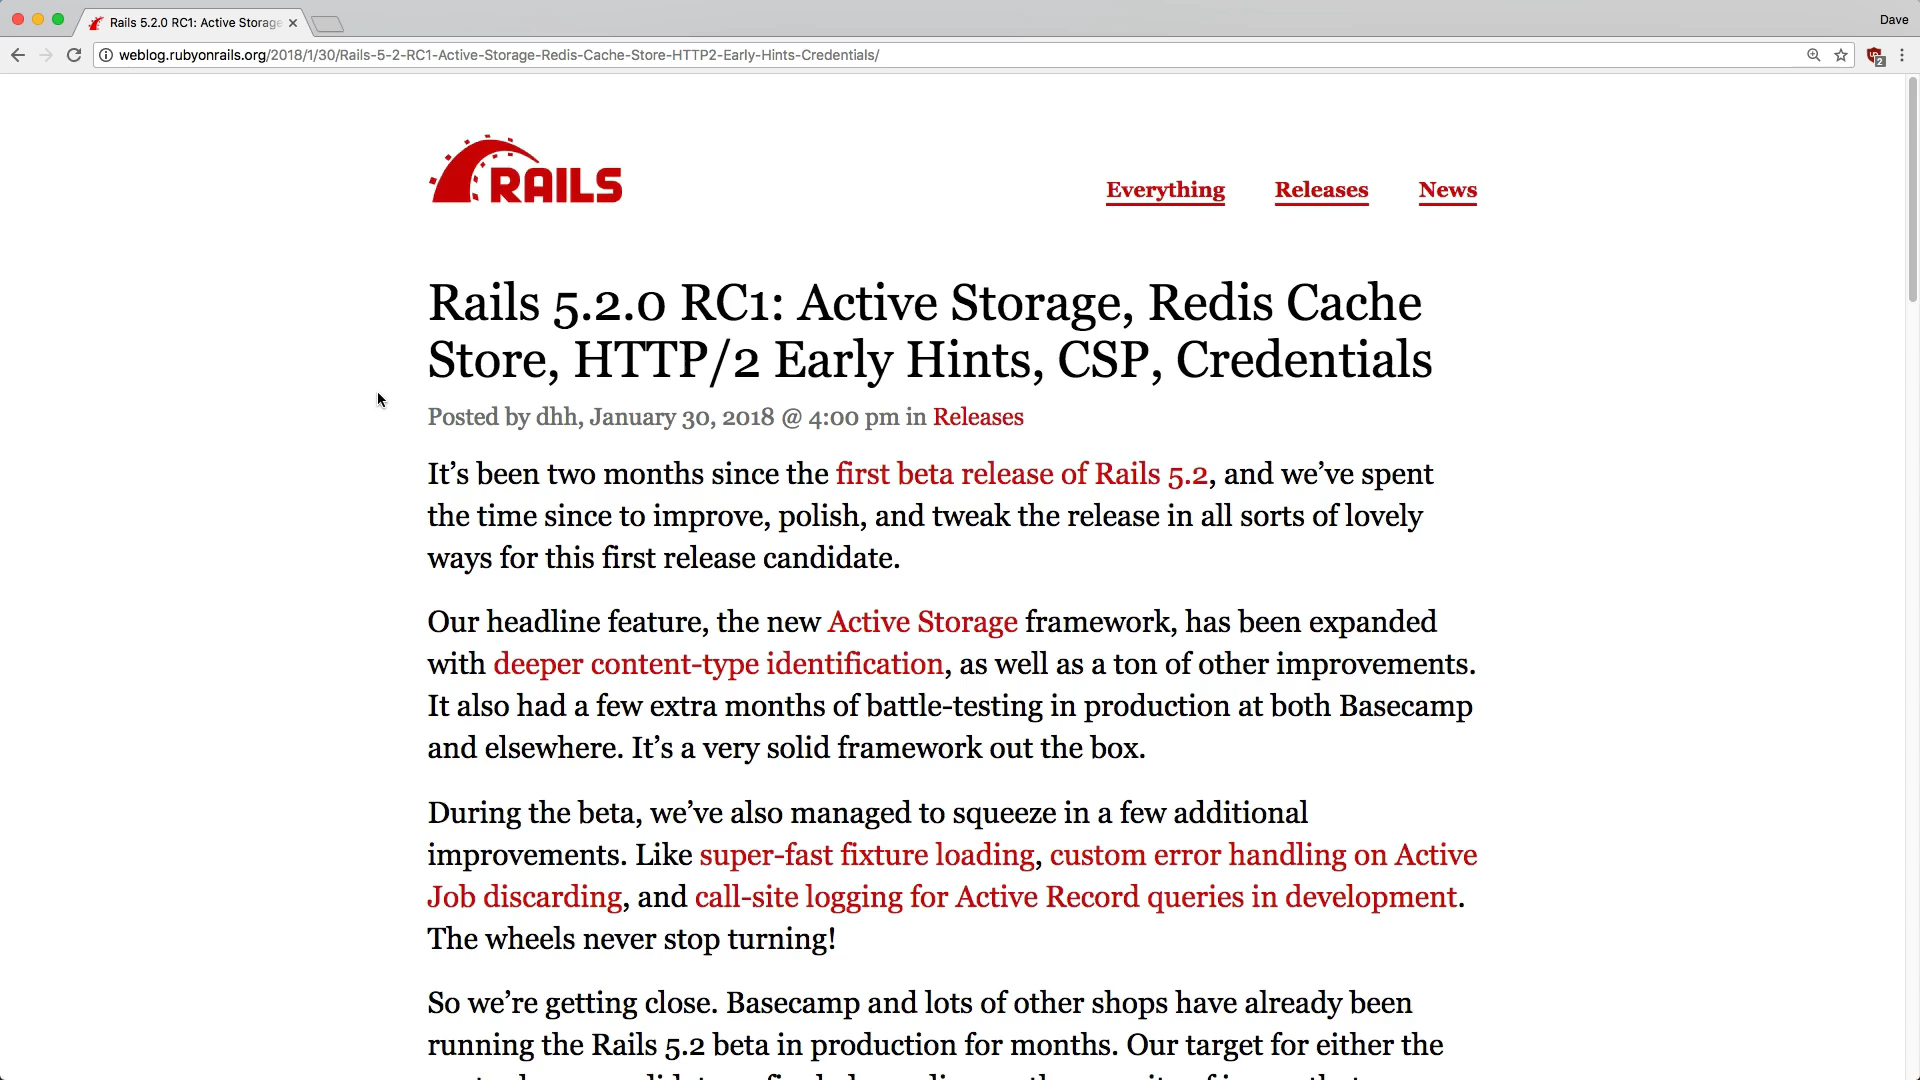 Rails 5.2.0 RC1: Active Storage
Dave
weblog.rubyonrails.org/2018/1/30/Rails-5-2-RC1-Active-Storage-Redis-Cache-Store-HTTP2-Early-Hints-Credentials/
2
RAILS
Everything
Releases
News
Rails 5.2.0 RC1: Active Storage, Redis Cache
Store, HTTP/2 Early Hints, CSP, Credentials
Posted by dhh, January 30, 2018 @ 4:00 pm in Releases
It’s been two months since the first beta release of Rails 5.2, and we’ve spent
the time since to improve, polish, and tweak the release in all sorts of lovely
ways for this first release candidate.
Our headline feature, the new Active Storage framework, has been expanded
with deeper content-type identification, as well as a ton of other improvements.
It also had a few extra months of battle-testing in production at both Basecamp
and elsewhere. It’s a very solid framework out the box.
During the beta, we’ve also managed to squeeze in a few additional
improvements. Like super-fast fixture loading, custom error handling on Active
Job discarding, and call-site logging for Active Record queries in development.
The wheels never stop turning!
So we’re getting close. Basecamp and lots of other shops have already been
running the Rails 5.2 beta in production for months. Our target for either the